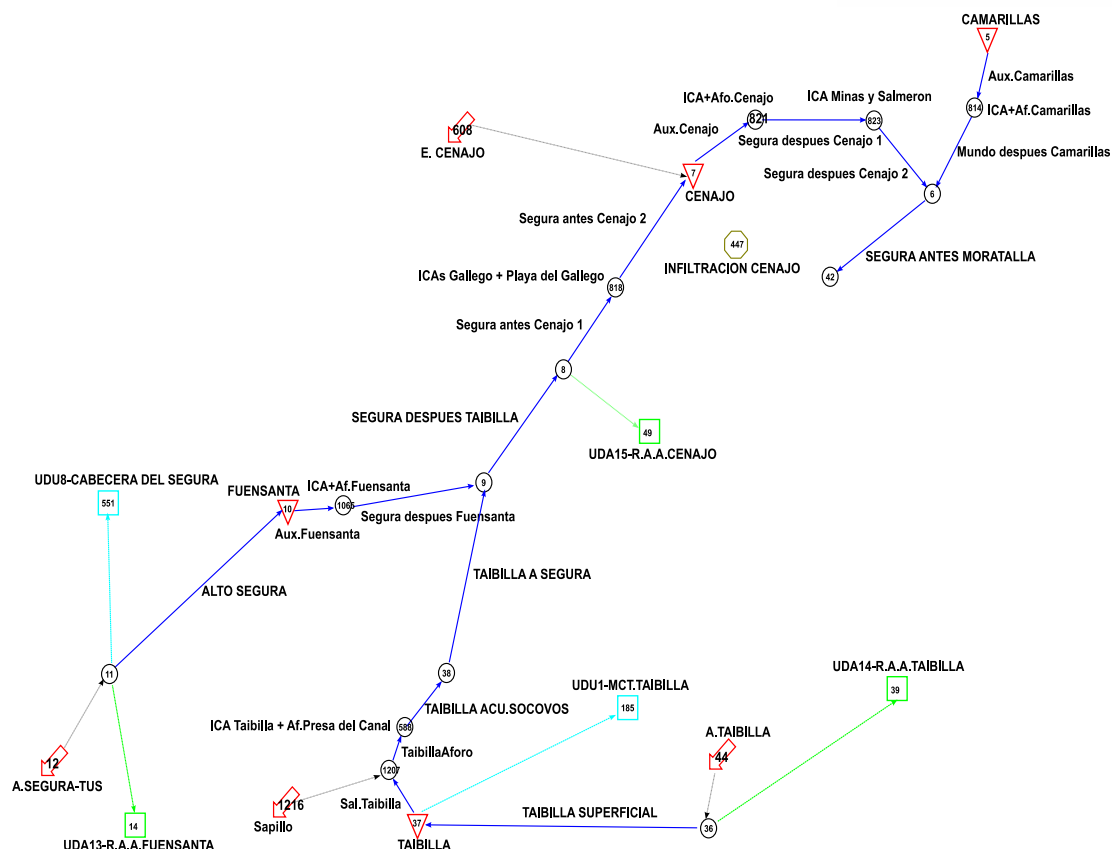 CAMARILLAS
5
Aux.Camarillas
ICA+Afo.Cenajo
ICA Minas y Salmeron
814
ICA+Af.Camarillas
608
821
823
Aux.Cenajo
Segura despues Cenajo 1
Mundo despues Camarillas
E. CENAJO
7
Segura despues Cenajo 2
CENAJO
6
Segura antes Cenajo 2
447
INFILTRACION CENAJO
SEGURA ANTES MORATALLA
42
ICAs Gallego + Playa del Gallego
818
Segura antes Cenajo 1
8
SEGURA DESPUES TAIBILLA
49
UDA15-R.A.A.CENAJO
UDU8-CABECERA DEL SEGURA
551
FUENSANTA
ICA+Af.Fuensanta
9
10
1065
Segura despues Fuensanta
Aux.Fuensanta
TAIBILLA A SEGURA
ALTO SEGURA
11
38
UDA14-R.A.A.TAIBILLA
39
UDU1-MCT.TAIBILLA
185
TAIBILLA ACU.SOCOVOS
ICA Taibilla + Af.Presa del Canal
588
A.TAIBILLA
44
TaibillaAforo
12
1207
A.SEGURA-TUS
1216
Sal.Taibilla
TAIBILLA SUPERFICIAL
Sapillo
37
36
14
UDA13-R.A.A.FUENSANTA
TAIBILLA